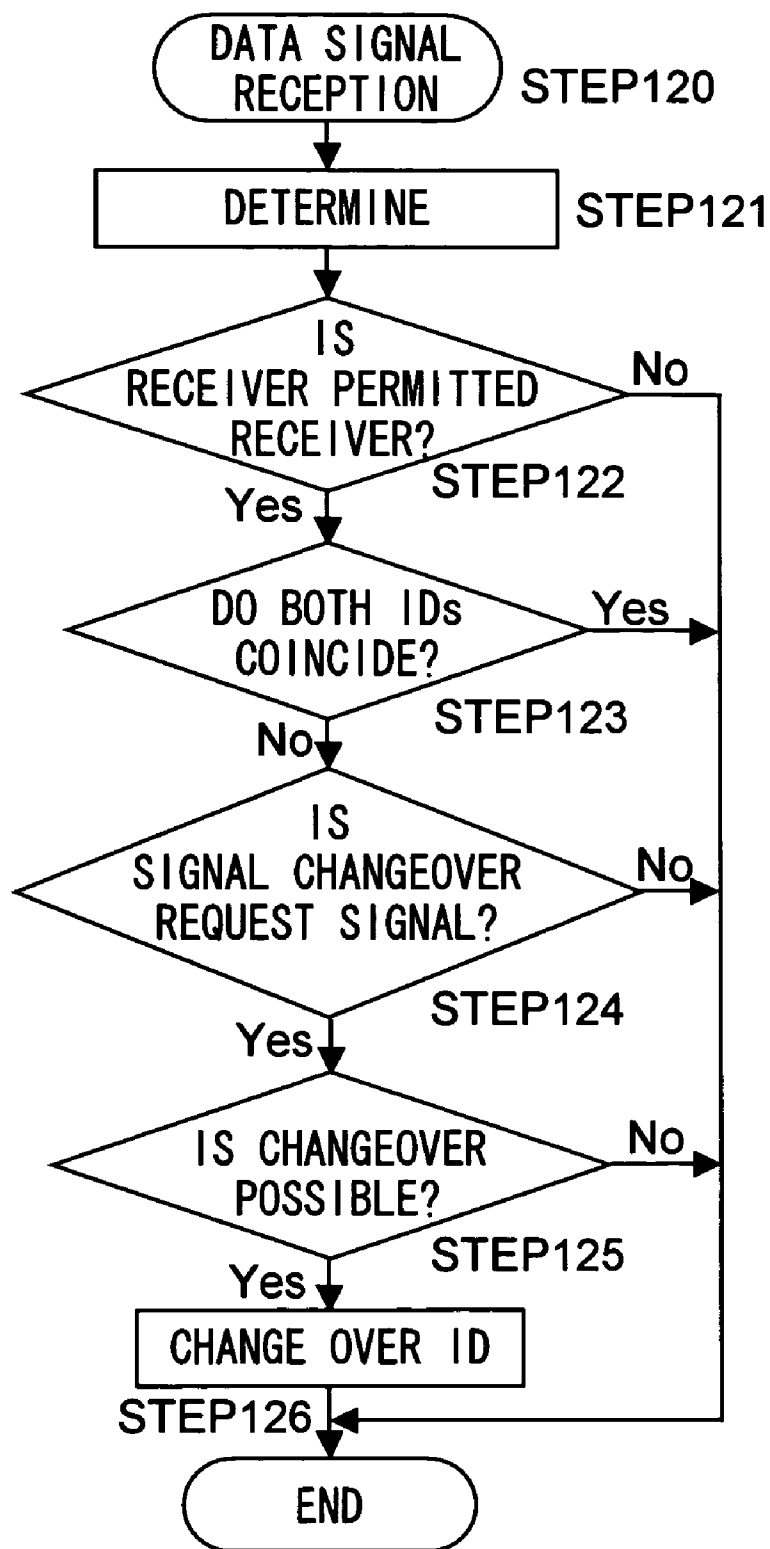 DATA SIGNAL
RECEPTION
STEP120
DETERMINE
STEP121
IS
RECEIVER PERMITTED
RECEIVER?
No
STEP122
Yes
DO BOTH IDs
COINCIDE?
Yes
STEP123
No
IS
SIGNAL CHANGEOVER
REQUEST SIGNAL?
No
STEP124
Yes
IS CHANGEOVER
POSSIBLE?
No
STEP125
Yes
CHANGE OVER ID
STEP126
END